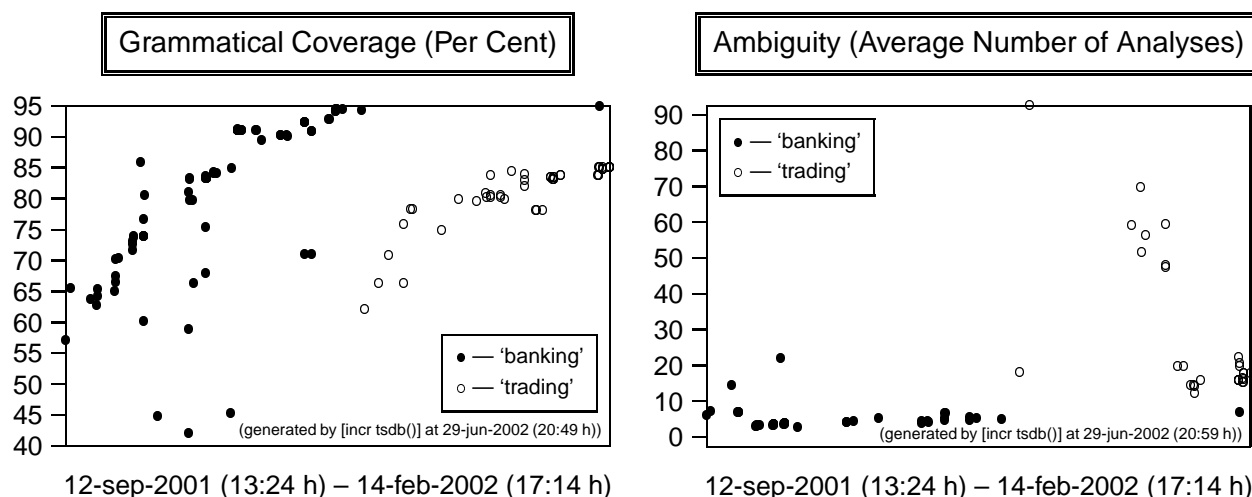 Grammatical Coverage (Per Cent)
95
90
85
80
75
70
65
60
55
50
45
40
— ‘banking’
— ‘trading’
(generated by [incr tsdb()] at 29-jun-2002 (20:49 h))
12-sep-2001 (13:24 h) – 14-feb-2002 (17:14 h)
Ambiguity (Average Number of Analyses)
90
80
70
60
50
40
30
20
10
0
— ‘banking’
— ‘trading’
(generated by [incr tsdb()] at 29-jun-2002 (20:59 h))
12-sep-2001 (13:24 h) – 14-feb-2002 (17:14 h)